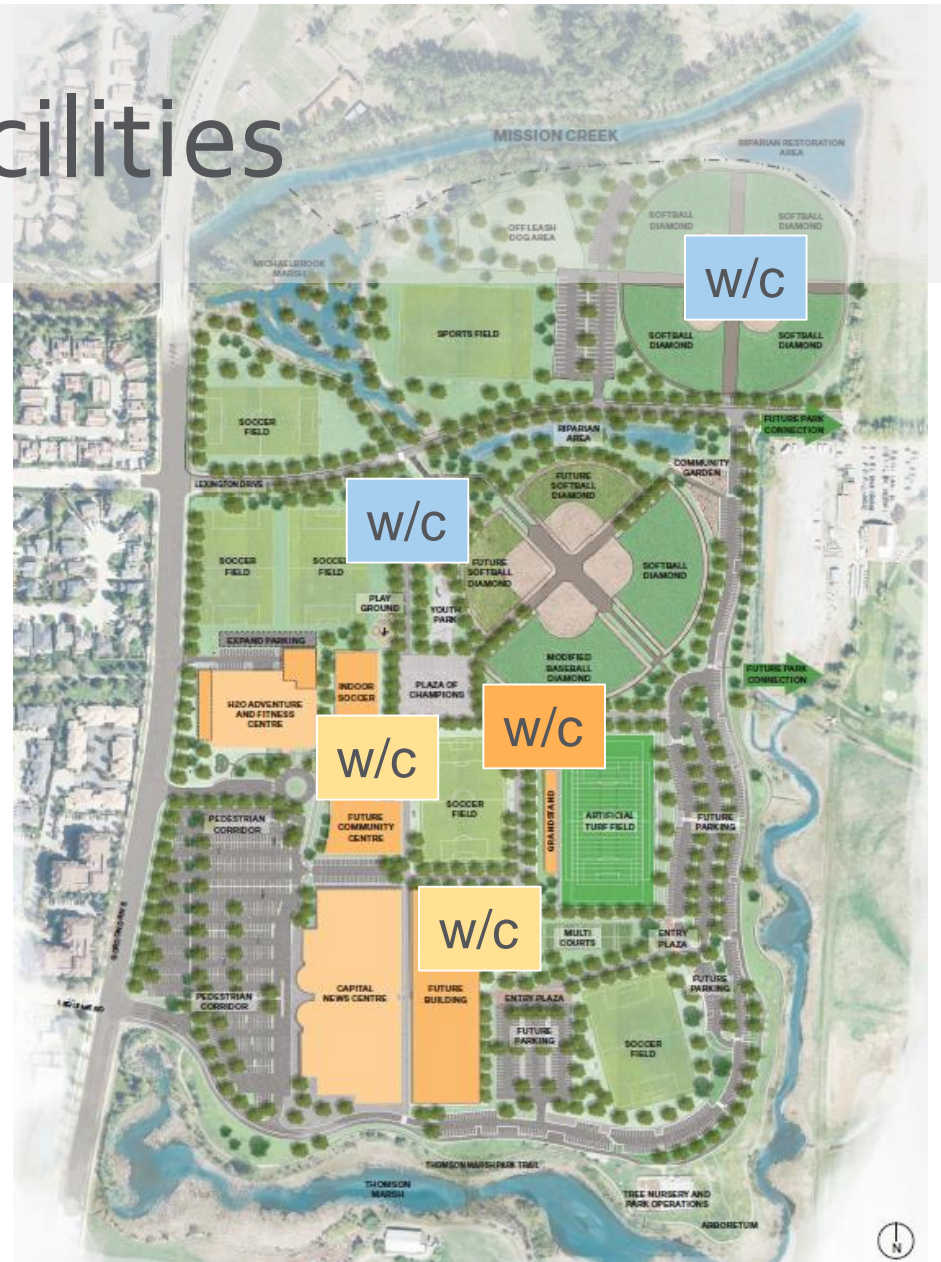 cilities
MISSION CREEK
RIPARIAN RESTORATION
AREA
SOFTBALL
DIAMOND
SOFTBALL
DIAMOND
OFF LEASH
DOG AREA
MICHAELBROOK
MARSH
w/c
SPORTS FIELD
SOFTBALL
DIAMOND
SOFTBALL
DIAMOND
SOCCER
FIELD
FUTURE PARK
CONNECTION
RIPARIAN
AREA
COMMUNITY
GARDEN
LEXINGTON DRIVE
FUTURE
SOFTBALL
DIAMOND
w/c
SOCCER
FIELD
SOCCE
FIELD
FUTURE
SOFTBALL
DIAMOND
SOFTBALL
DIAMOND
PLAY
GROUND
YOUTH
PARK
EXPAND PARKING
MODIFIED
BASEBALL
DIAMOND
FUTURE PARK
CONNECTION
INDOOR
SOCCER
PLAZA OF
CHAMPIONS
H2O ADVENTURE
AND FITNESS
CENTRE
w/c
w/c
SOCCER
FIELD
GRANDSTAND
ARTIFICIAL
TURF FIELD
FUTURE
PARKING
PEDESTRIAN
CORRIDOR
FUTURE
COMMUNITY
CENTRE
w/c
MULTI
COURTS
ENTRY
PLAZA
CAPITAL
NEWS CENTRE
FUTURE
BUILDING
ENTRY PLAZA
FUTURE
PARKING
PEDESTRIAN
CORRIDOR
FUTURE
PARKING
SOCCER
FIELD
THOMSON MARSH PARK TRAIL
THOMSON
MARSH
TREE NURSERY AND
PARK OPERATIONS
ARBORETUM
N